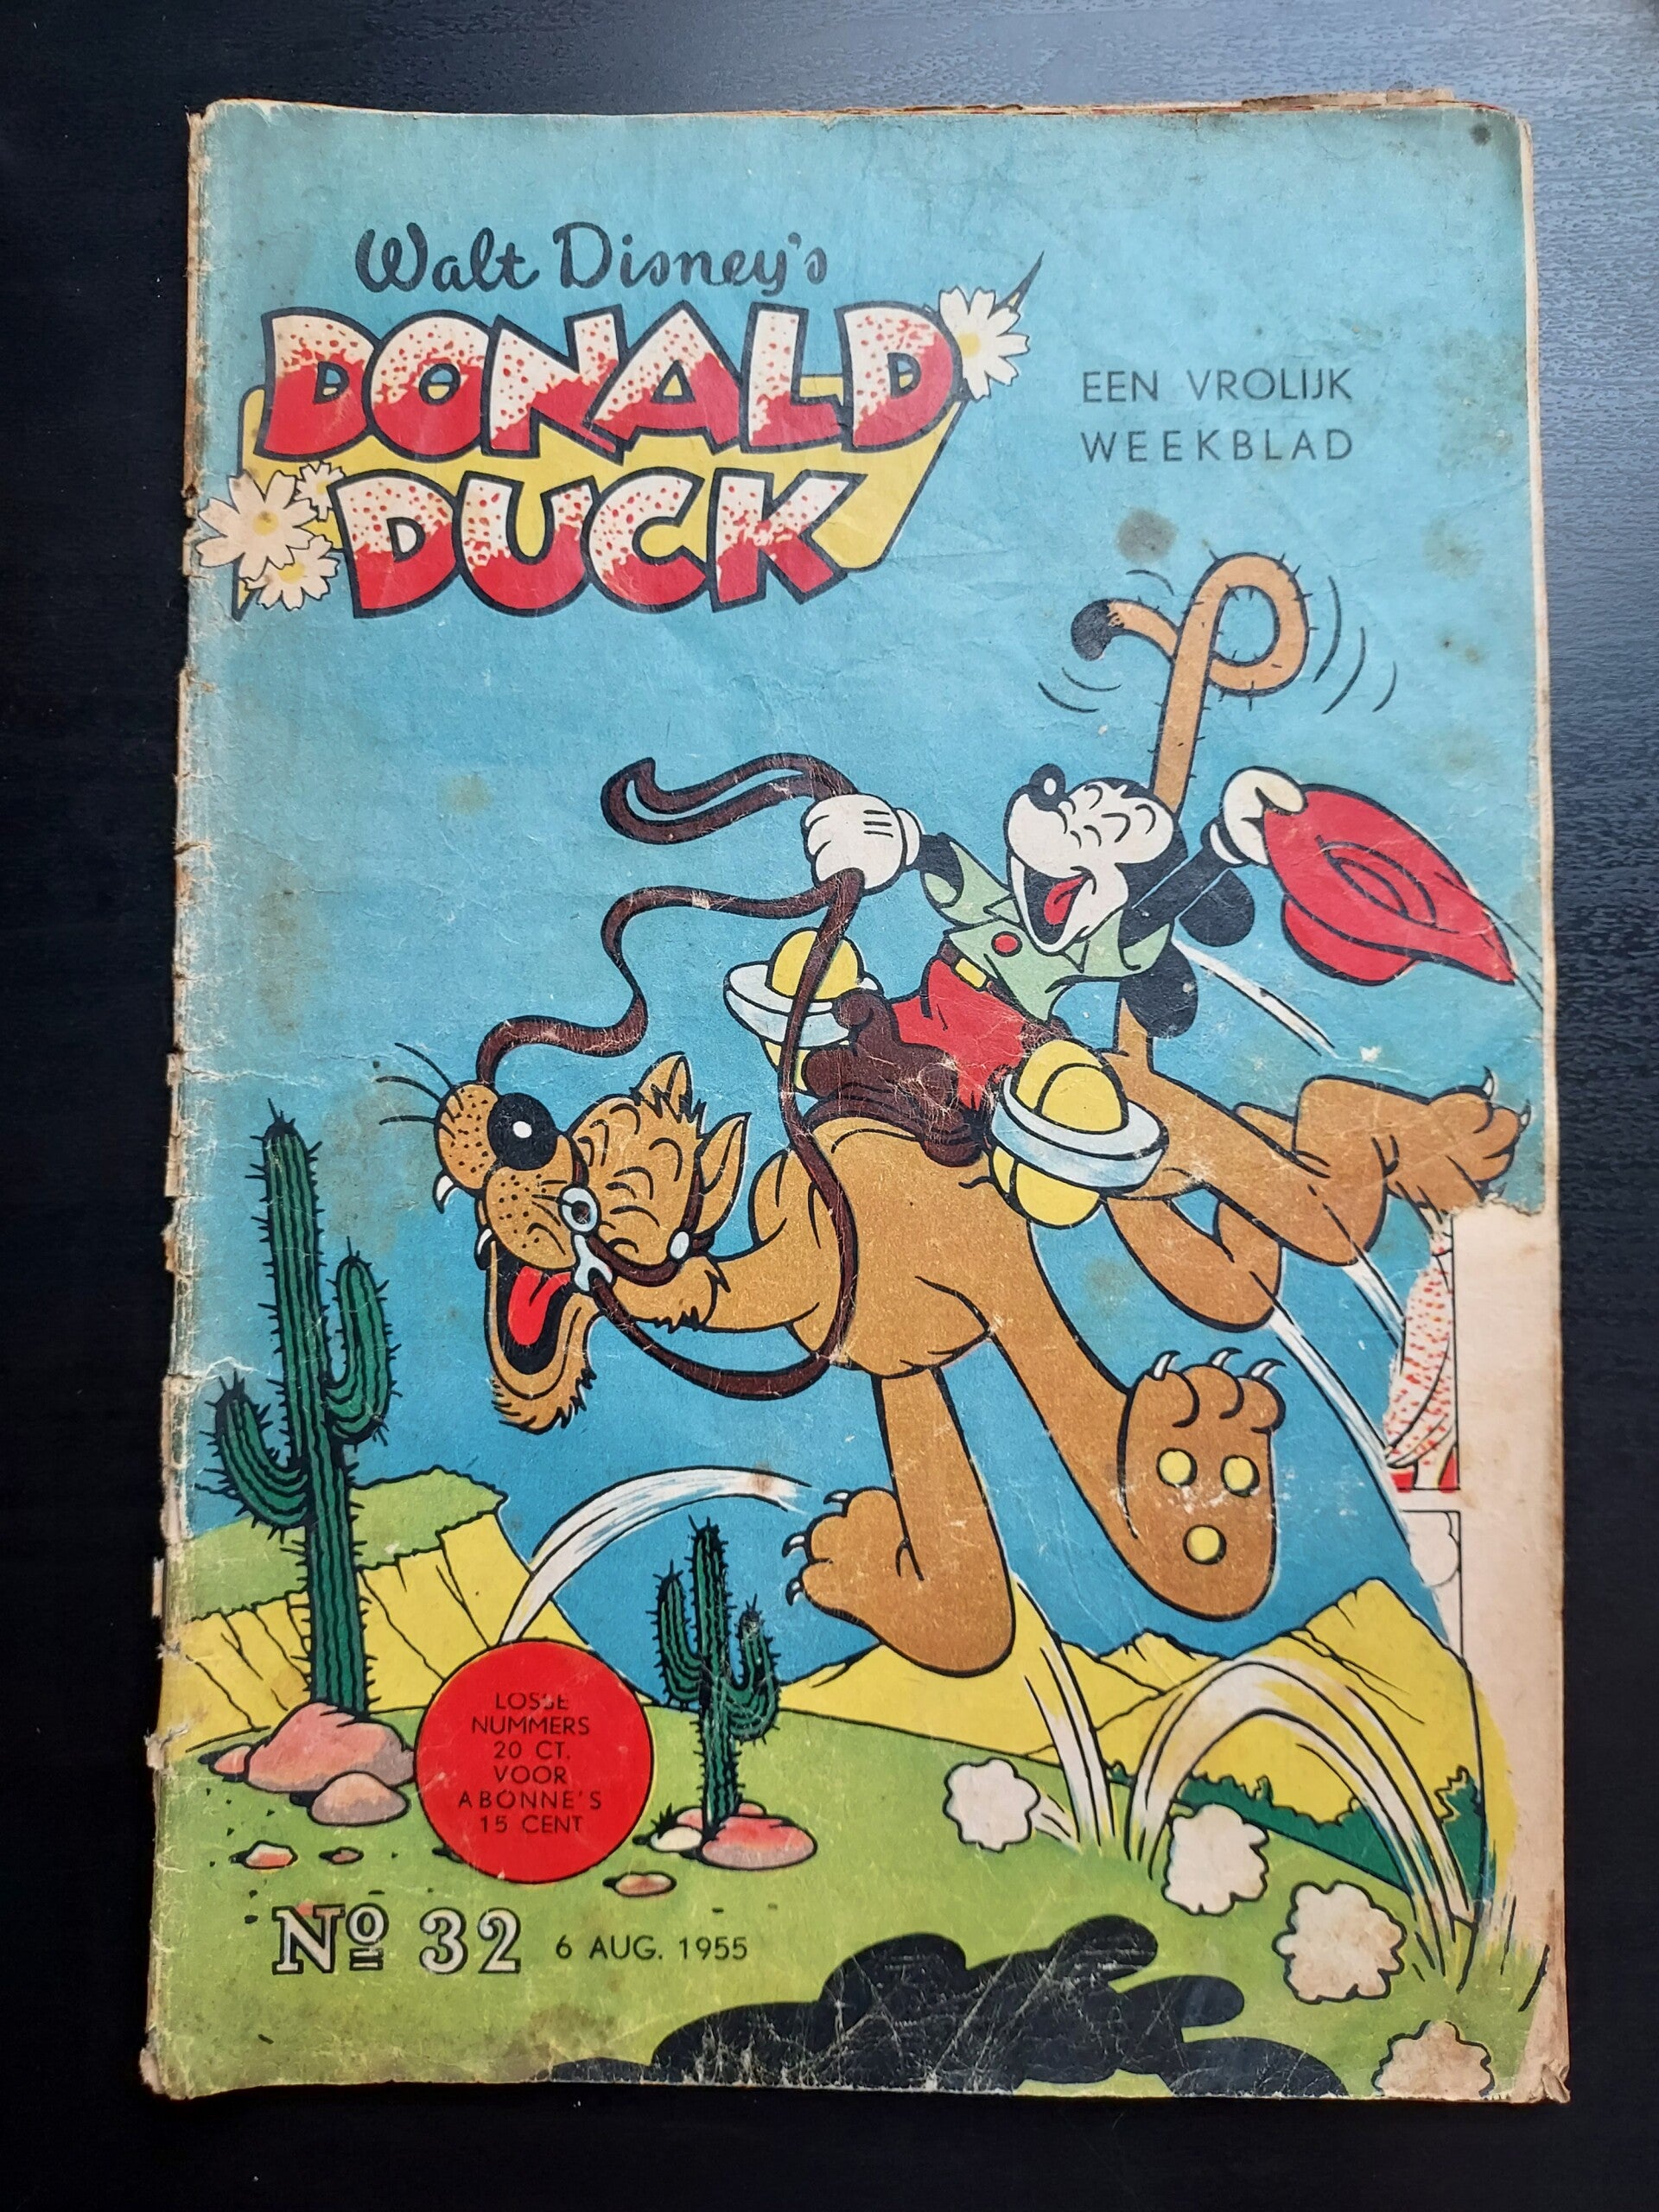 Walt Disney's
DONALD
DUCK
EEN VROLIJK
WEEKBLAD
LOSSE
NUMMERS
20 CT.
VOOR
ABONNE'S
15 CENT
No 32 6 AUG. 1955